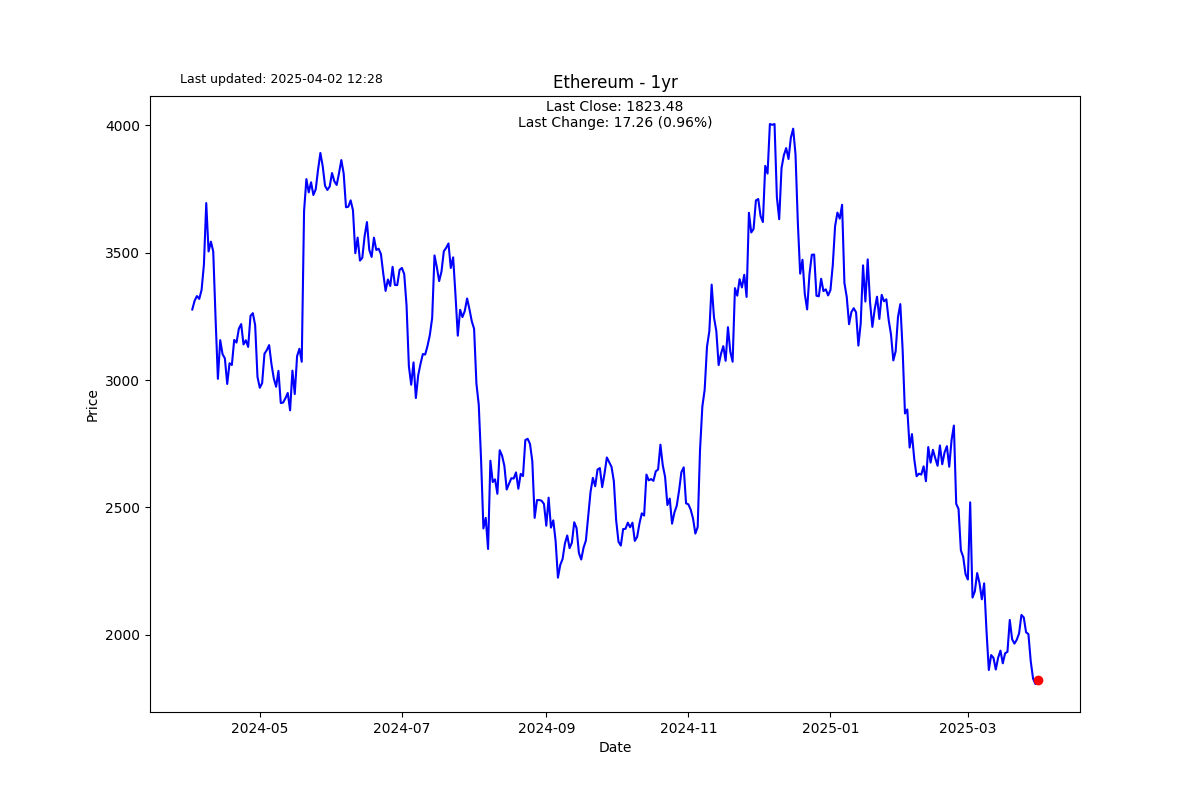 Last updated: 2025-04-02 12:28
Ethereum - 1yr
Last Close: 1823.48
Last Change: 17.26 (0.96%)
4000
3500
3000
2500
2000
Price
2024-05
2024-07
2024-09
2024-11
2025-01
2025-03
Date